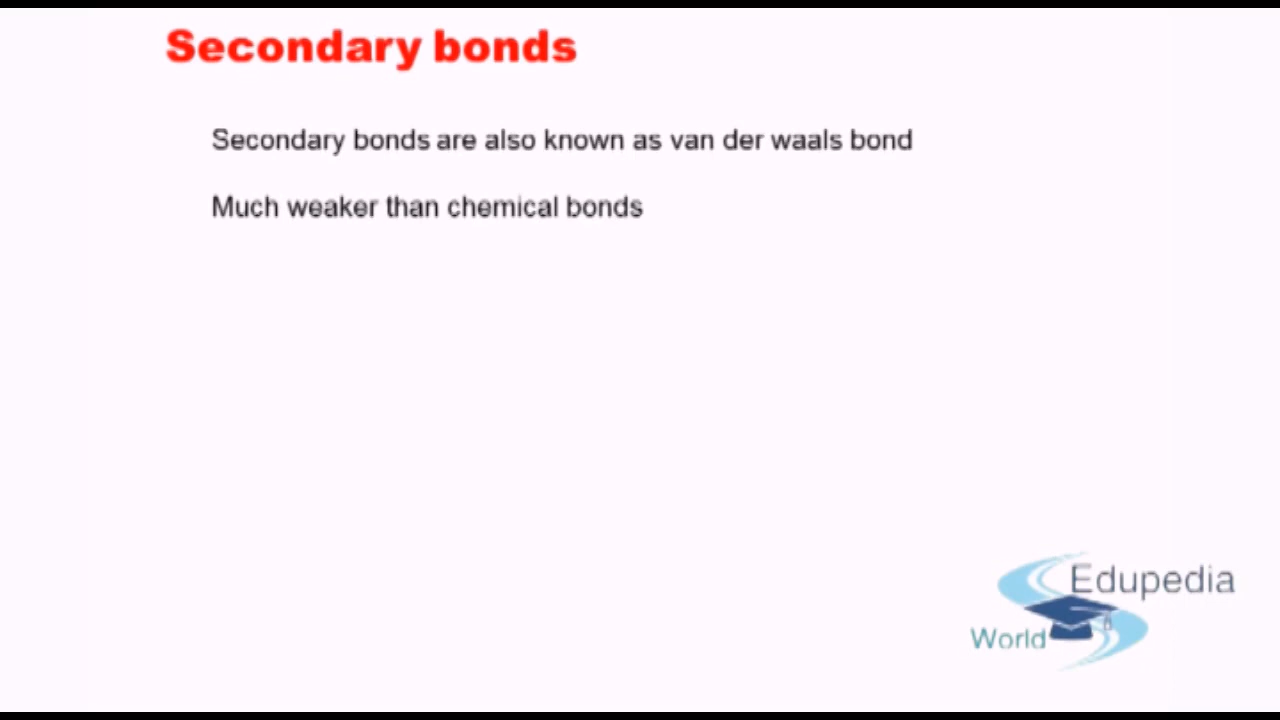 Secondary bonds
Secondary bonds are also known as van der waals bond
Much weaker than chemical bonds
Edupedia
World